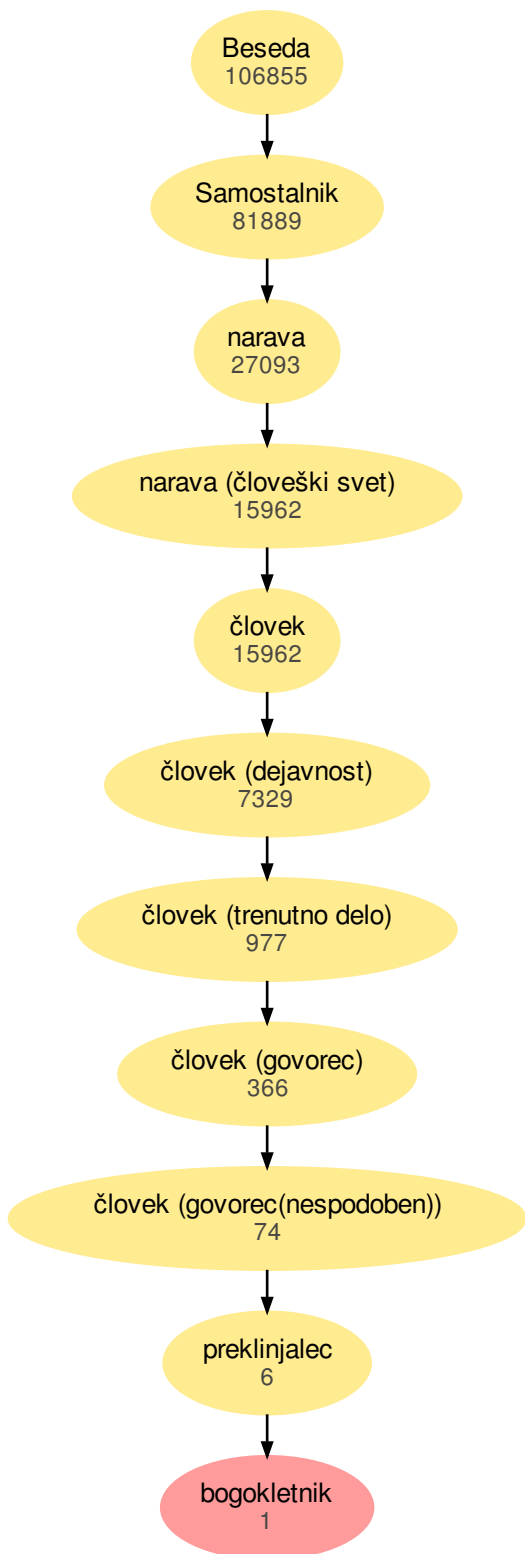 Beseda
106855
Samostalnik
81889
narava
27093
narava (človeški svet)
15962
človek
15962
človek (dejavnost)
7329
človek (trenutno delo)
977
človek (govorec)
366
človek (govorec(nespodoben))
74
preklinjalec
6
bogokletnik
1